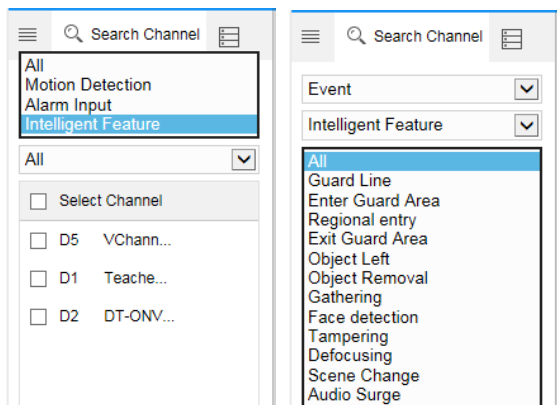 Search Channel
All
Motion Detection
Alarm Input
Intelligent Feature
All
Select Channel
D5 VChann...
D1 Teache...
D2 DT-ONV...
Search Channel
Event
Intelligent Feature
All
Guard Line
Enter Guard Area
Regional entry
Exit Guard Area
Object Left
Object Removal
Gathering
Face detection
Tampering
Defocusing
Scene Change
Audio Surge